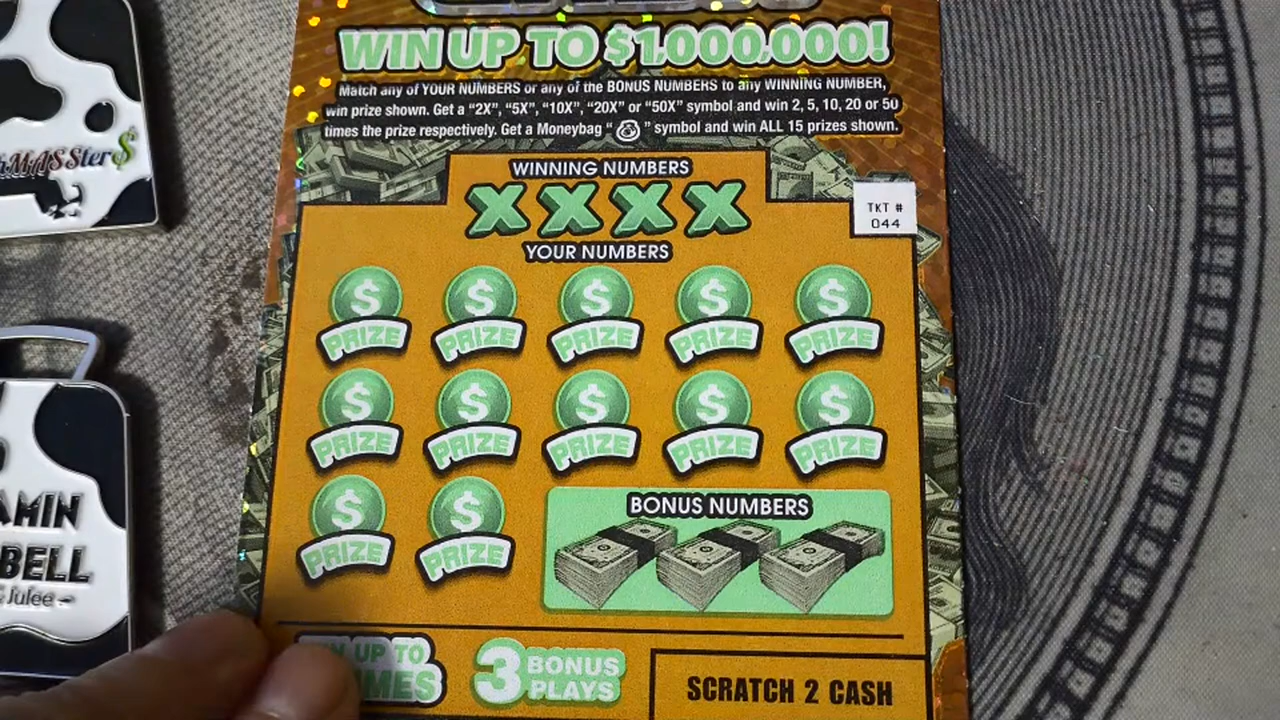 WIN UP TO $1,000,000!
Match any of YOUR NUMBERS or any of the BONUS NUMBERS to any WINNING NUMBER,
win prize shown. Get a "2X", "5X", "10X", "20X" or "50X" symbol and win 2, 5, 10, 20 or 50
times the prize respectively. Get a Moneybag " " symbol and win ALL 15 prizes shown.
WINNING NUMBERS
X X X X
TKT #
044
YOUR NUMBERS
$ $ $ $ $
PRIZE PRIZE PRIZE PRIZE PRIZE
$ $ $ $ $
PRIZE PRIZE PRIZE PRIZE PRIZE
$ $
PRIZE PRIZE
BONUS NUMBERS
UP TO
3 BONUS
PLAYS
SCRATCH 2 CASH
MASSter$
AMIN
BELL
Julee